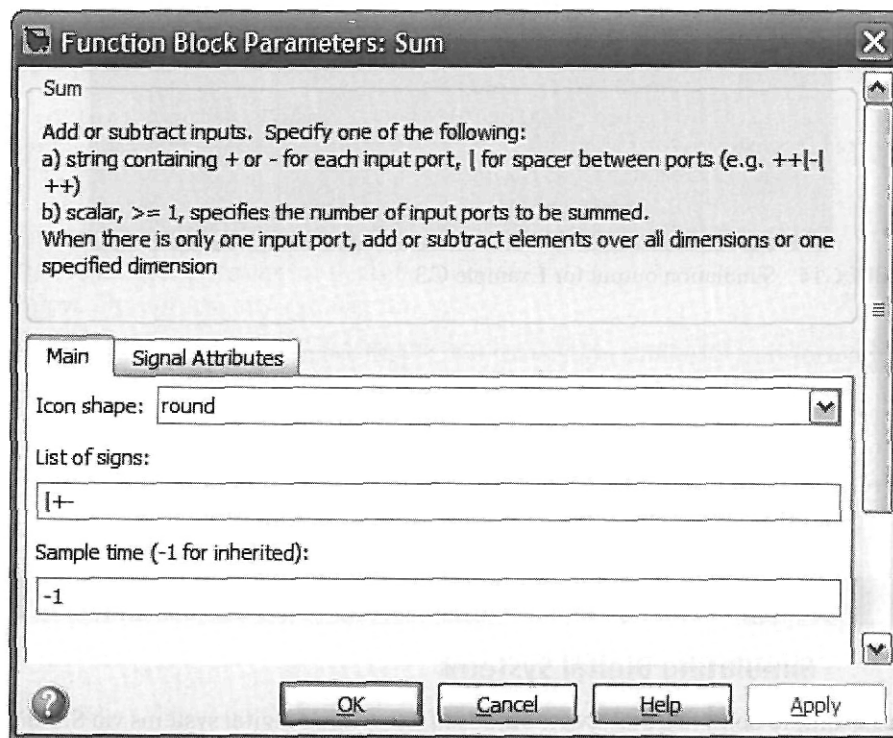 Function Block Parameters: Sum
Sum
Add or subtract inputs. Specify one of the following:
a) string containing + or - for each input port, | for spacer between ports (e.g. ++|-|
++)
b) scalar, >= 1, specifies the number of input ports to be summed.
When there is only one input port, add or subtract elements over all dimensions or one
specified dimension
Main
Signal Attributes
Icon shape: round
List of signs:
|+-
Sample time (-1 for inherited):
-1
OK
Cancel
Help
Apply